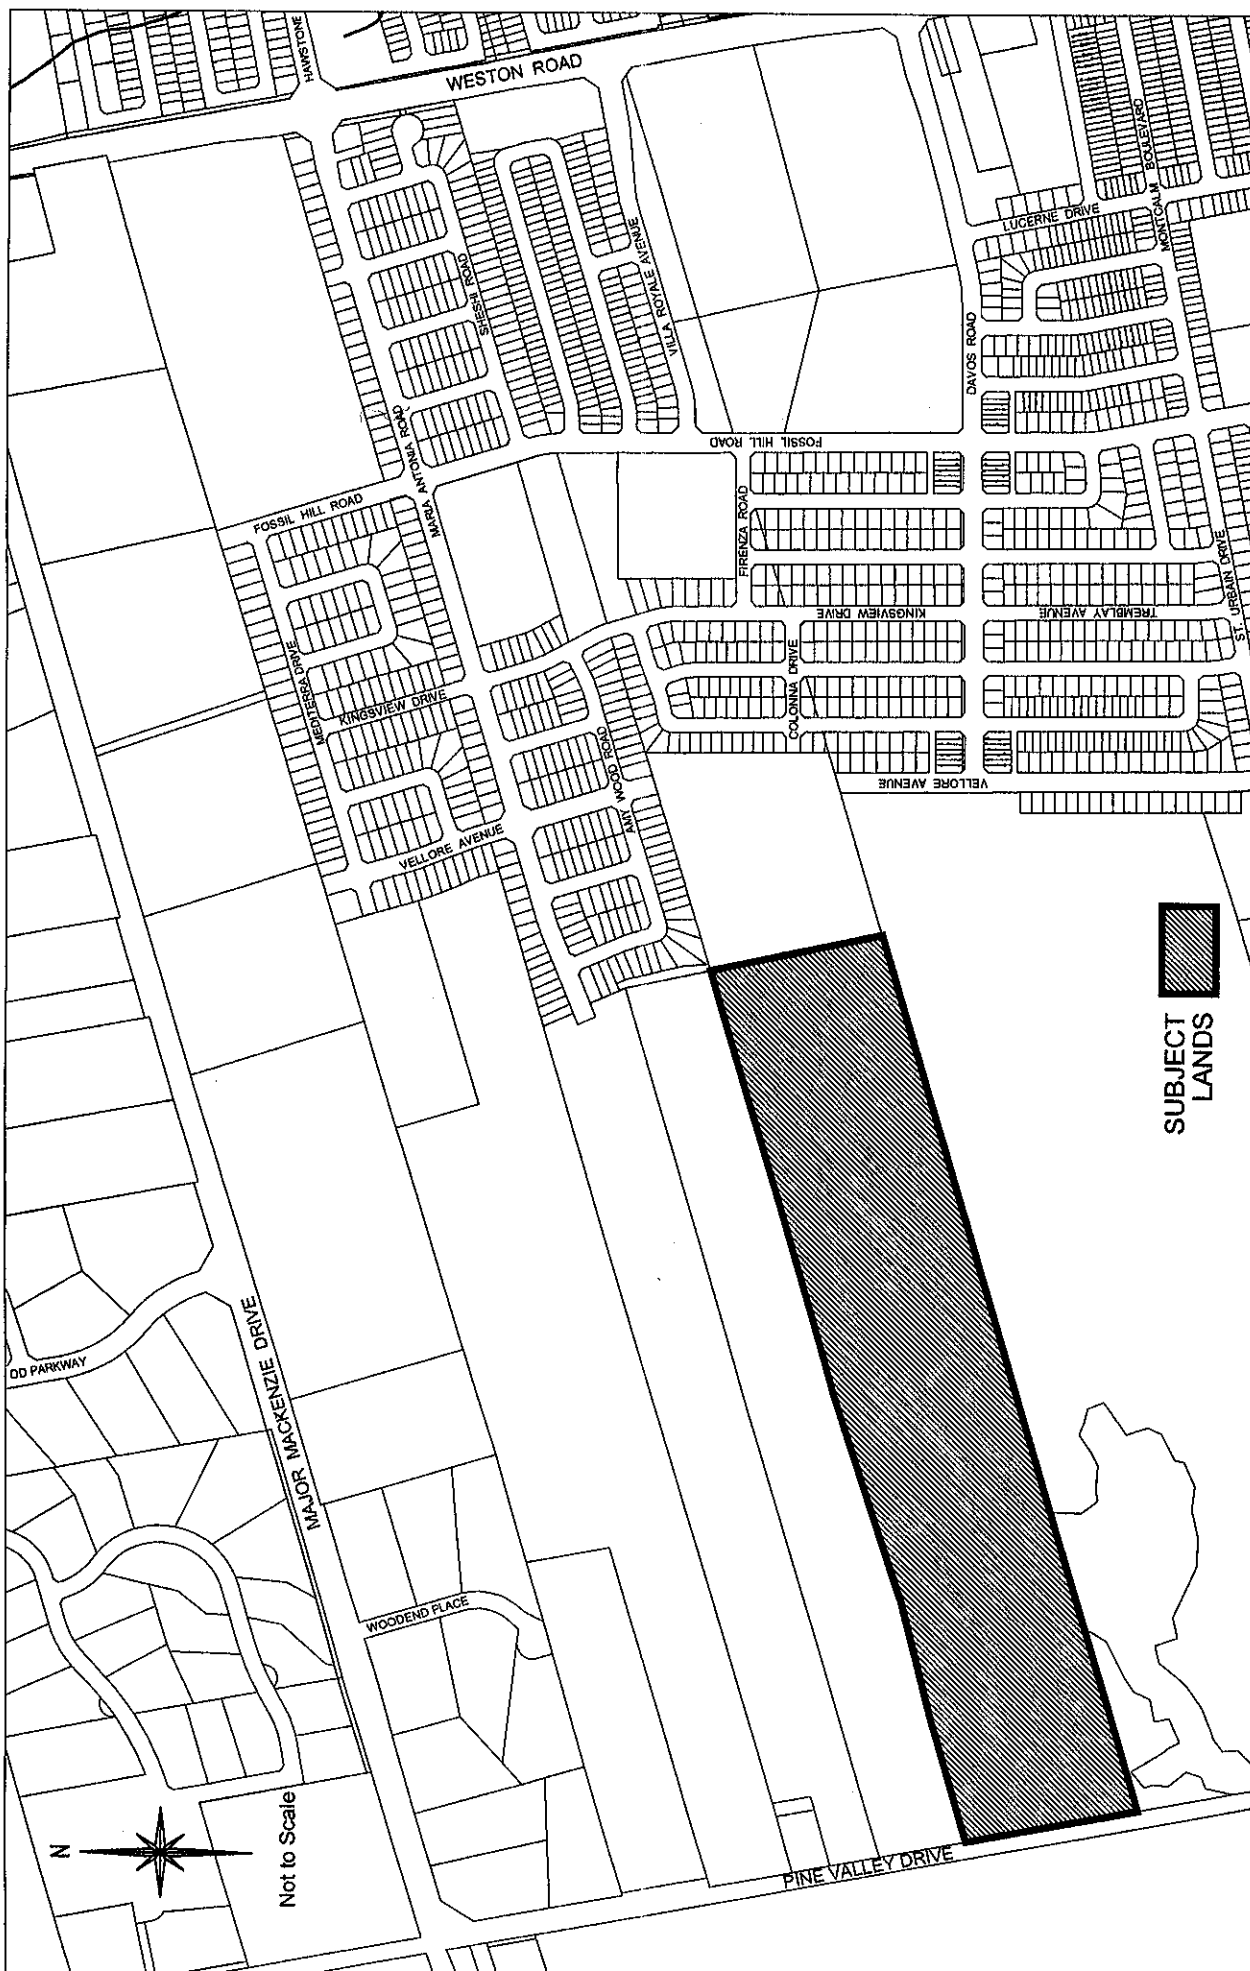 HAWSTONE
WESTON ROAD
MONTCALM BOULEVARD
LUCERNE DRIVE
SHESHI ROAD
VILLA ROYALE AVENUE
DAVOS ROAD
MARIA ANTONIA ROAD
FOSSIL HILL ROAD
FOSSIL HILL ROAD
FIRENZA ROAD
ST. URBAIN DRIVE
KINGSVIEW DRIVE
TREMBLAY AVENUE
MEDITERRA DRIVE
KINGSVIEW DRIVE
COLONNA DRIVE
AMY WOOD ROAD
VELLORE AVENUE
VELLORE AVENUE
SUBJECT
LANDS
OD PARKWAY
MAJOR MACKENZIE DRIVE
WOODEND PLACE
N
Not to Scale
PINE VALLEY DRIVE